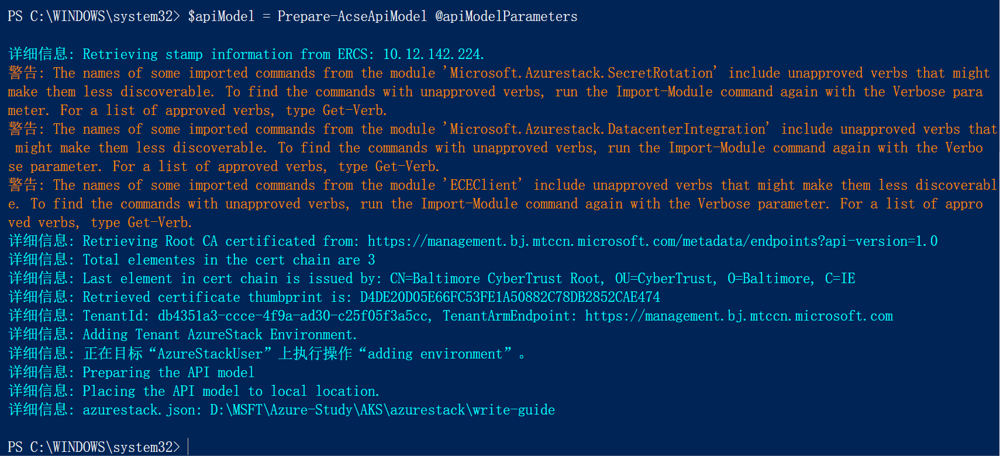 PS C:\WINDOWS\system32> $apiModel = Prepare-AcseApiModel @apiModelParameters
详细信息: Retrieving stamp information from ERCS: 10.12.142.224.
警告: The names of some imported commands from the module 'Microsoft.Azurestack.SecretRotation' include unapproved verbs that might
make them less discoverable. To find the commands with unapproved verbs, run the Import-Module command again with the Verbose para
meter. For a list of approved verbs, type Get-Verb.
警告: The names of some imported commands from the module 'Microsoft.Azurestack.DatacenterIntegration' include unapproved verbs that
might make them less discoverable. To find the commands with unapproved verbs, run the Import-Module command again with the Verbo
se parameter. For a list of approved verbs, type Get-Verb.
警告: The names of some imported commands from the module 'ECEClient' include unapproved verbs that might make them less discoverabl
e. To find the commands with unapproved verbs, run the Import-Module command again with the Verbose parameter. For a list of appro
ved verbs, type Get-Verb.
详细信息: Retrieving Root CA certificated from: https://management.bj.mtccn.microsoft.com/metadata/endpoints?api-version=1.0
详细信息: Total elementes in the cert chain are 3
详细信息: Last element in cert chain is issued by: CN=Baltimore CyberTrust Root, OU=CyberTrust, O=Baltimore, C=IE
详细信息: Retrieved certificate thumbprint is: D4DE20D05E66FC53FE1A50882C78DB2852CAE474
详细信息: TenantId: db4351a3-ccce-4f9a-ad30-c25f05f3a5cc, TenantArmEndpoint: https://management.bj.mtccn.microsoft.com
详细信息: Adding Tenant AzureStack Environment.
详细信息: 正在目标“AzureStackUser”上执行操作“adding environment”。
详细信息: Preparing the API model
详细信息: Placing the API model to local location.
详细信息: azurestack.json: D:\MSFT\Azure-Study\AKS\azurestack\write-guide
PS C:\WINDOWS\system32>